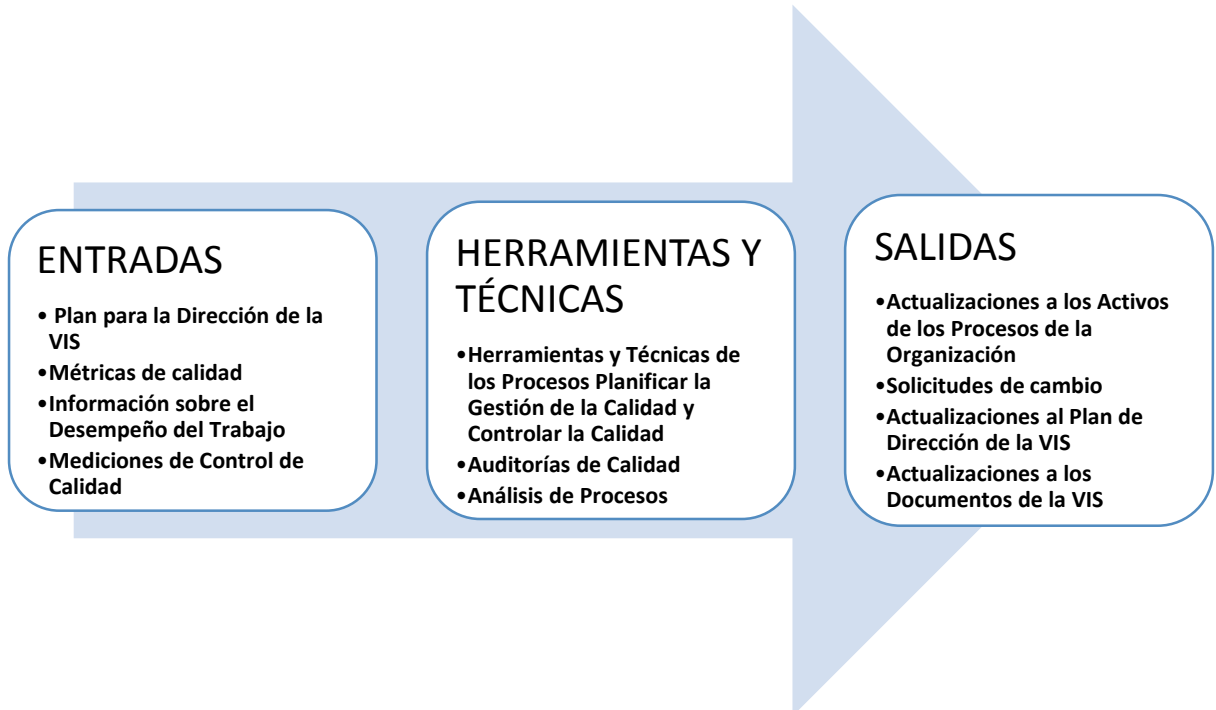 ENTRADAS
• Plan para la Dirección de la
VIS
•Métricas de calidad
•Información sobre el
Desempeño del Trabajo
•Mediciones de Control de
Calidad
HERRAMIENTAS Y
TÉCNICAS
•Herramientas y Técnicas de
los Procesos Planificar la
Gestión de la Calidad y
Controlar la Calidad
•Auditorías de Calidad
•Análisis de Procesos
SALIDAS
•Actualizaciones a los Activos
de los Procesos de la
Organización
•Solicitudes de cambio
•Actualizaciones al Plan de
Dirección de la VIS
•Actualizaciones a los
Documentos de la VIS